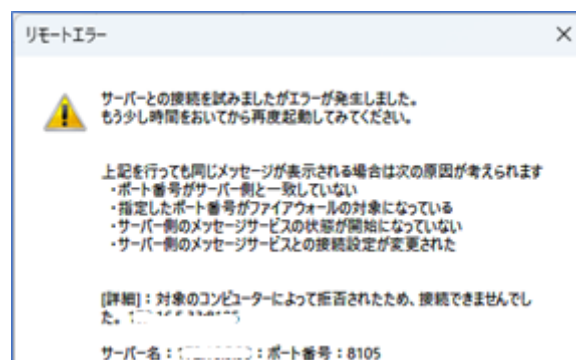 リモートエラー
サーバーとの接続を試みましたがエラーが発生しました。
もう少し時間をおいてから再度起動してみてください。
上記を行っても同じメッセージが表示される場合は次の原因が考えられます
・ポート番号がサーバー側と一致していない
・指定したポート番号がファイアウォールの対象になっている
・サーバー側のメッセージサービスの状態が開始になっていない
・サーバー側のメッセージサービスとの接続設定が変更された
[詳細]：対象のコンピューターによって拒否されたため、接続できませんでし
た。
サーバー名： ：ポート番号：8105